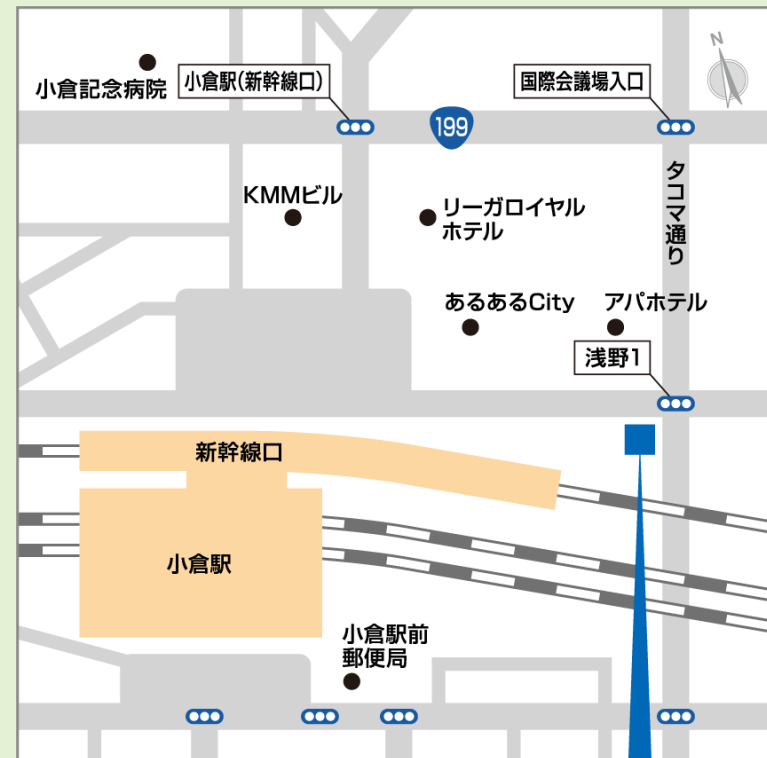 N
小倉記念病院
小倉駅(新幹線口)
国際会議場入口
199
タコマ通り
KMMビル
リーガロイヤル
ホテル
あるあるCity
アパホテル
浅野1
新幹線口
小倉駅
小倉駅前
郵便局